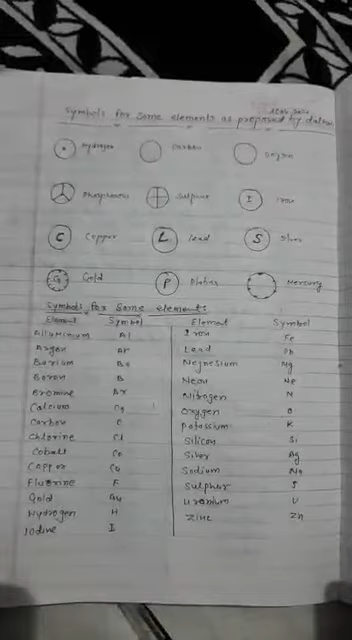 Symbols for some elements as proposed by dalton
Hydrogen Carbon Oxygen
Phosphorus Sulphur I Iron
C Copper L Lead S Silver
G Gold P Platina Mercury
Symbols for some elements
Element Symbol Element Symbol
Alluminium Al Iron Fe
Argon Ar Lead Pb
Barium Ba Megnesium Mg
Boron B Neon Ne
Bromine Br Nitrogen N
Calcium Ca Oxygen O
Carbon C Potassium K
Chlorine Cl Silicon Si
Cobalt Co Silver Ag
Copper Cu Sodium Na
Fluorine F Sulphur S
Gold Au Uranium U
Hydrogen H Zinc Zn
Iodine I